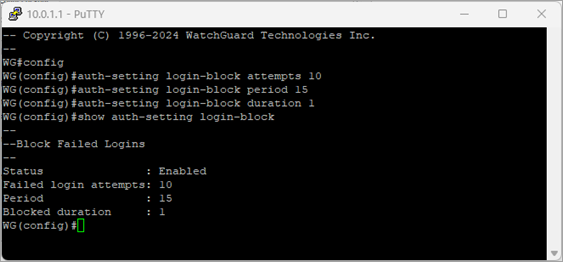 10.0.1.1 - PuTTY
-- Copyright (C) 1996-2024 WatchGuard Technologies Inc.
--
WG#config
WG(config)#auth-setting login-block attempts 10
WG(config)#auth-setting login-block period 15
WG(config)#auth-setting login-block duration 1
WG(config)#show auth-setting login-block
--
--Block Failed Logins
--
Status               : Enabled
Failed login attempts: 10
Period               : 15
Blocked duration     : 1
WG(config)#